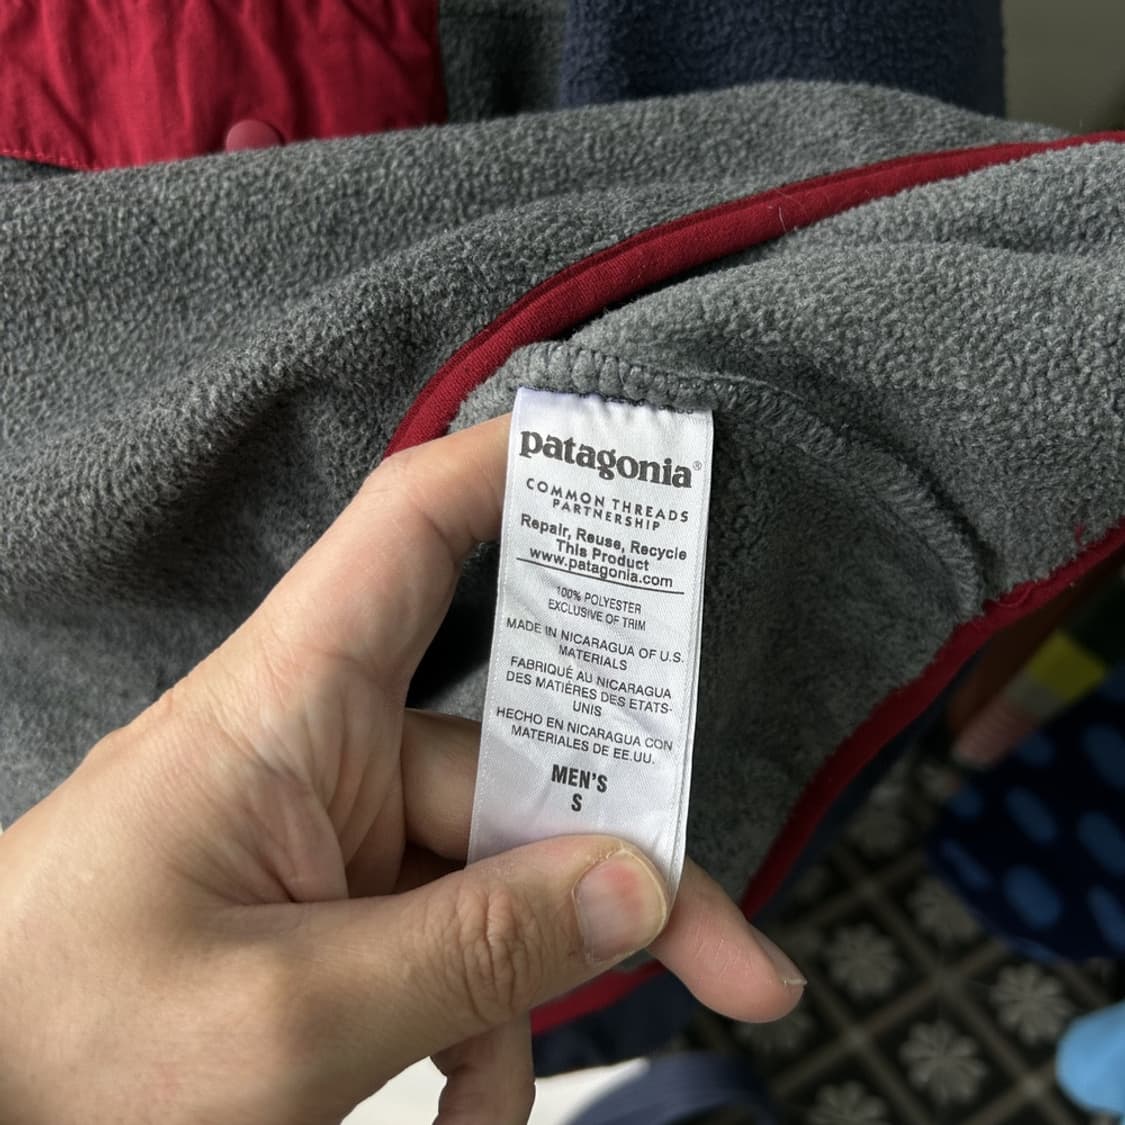 patagonia®
COMMON THREADS
PARTNERSHIP
Repair, Reuse, Recycle
This Product
www.patagonia.com
100% POLYESTER
EXCLUSIVE OF TRIM
MADE IN NICARAGUA OF U.S.
MATERIALS
FABRIQUÉ AU NICARAGUA
DES MATIÈRES DES ETATS-
UNIS
HECHO EN NICARAGUA CON
MATERIALES DE EE.UU.
MEN'S
S